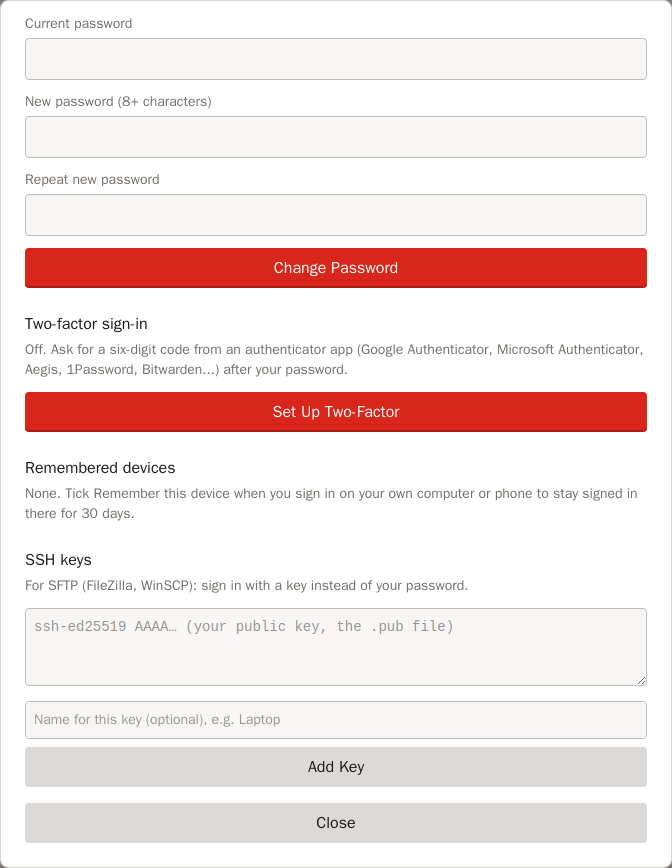 Current password
New password (8+ characters)
Repeat new password
Change Password
Two-factor sign-in
Off. Ask for a six-digit code from an authenticator app (Google Authenticator, Microsoft Authenticator,
Aegis, 1Password, Bitwarden...) after your password.
Set Up Two-Factor
Remembered devices
None. Tick Remember this device when you sign in on your own computer or phone to stay signed in
there for 30 days.
SSH keys
For SFTP (FileZilla, WinSCP): sign in with a key instead of your password.
ssh-ed25519 AAAA… (your public key, the .pub file)
Name for this key (optional), e.g. Laptop
Add Key
Close